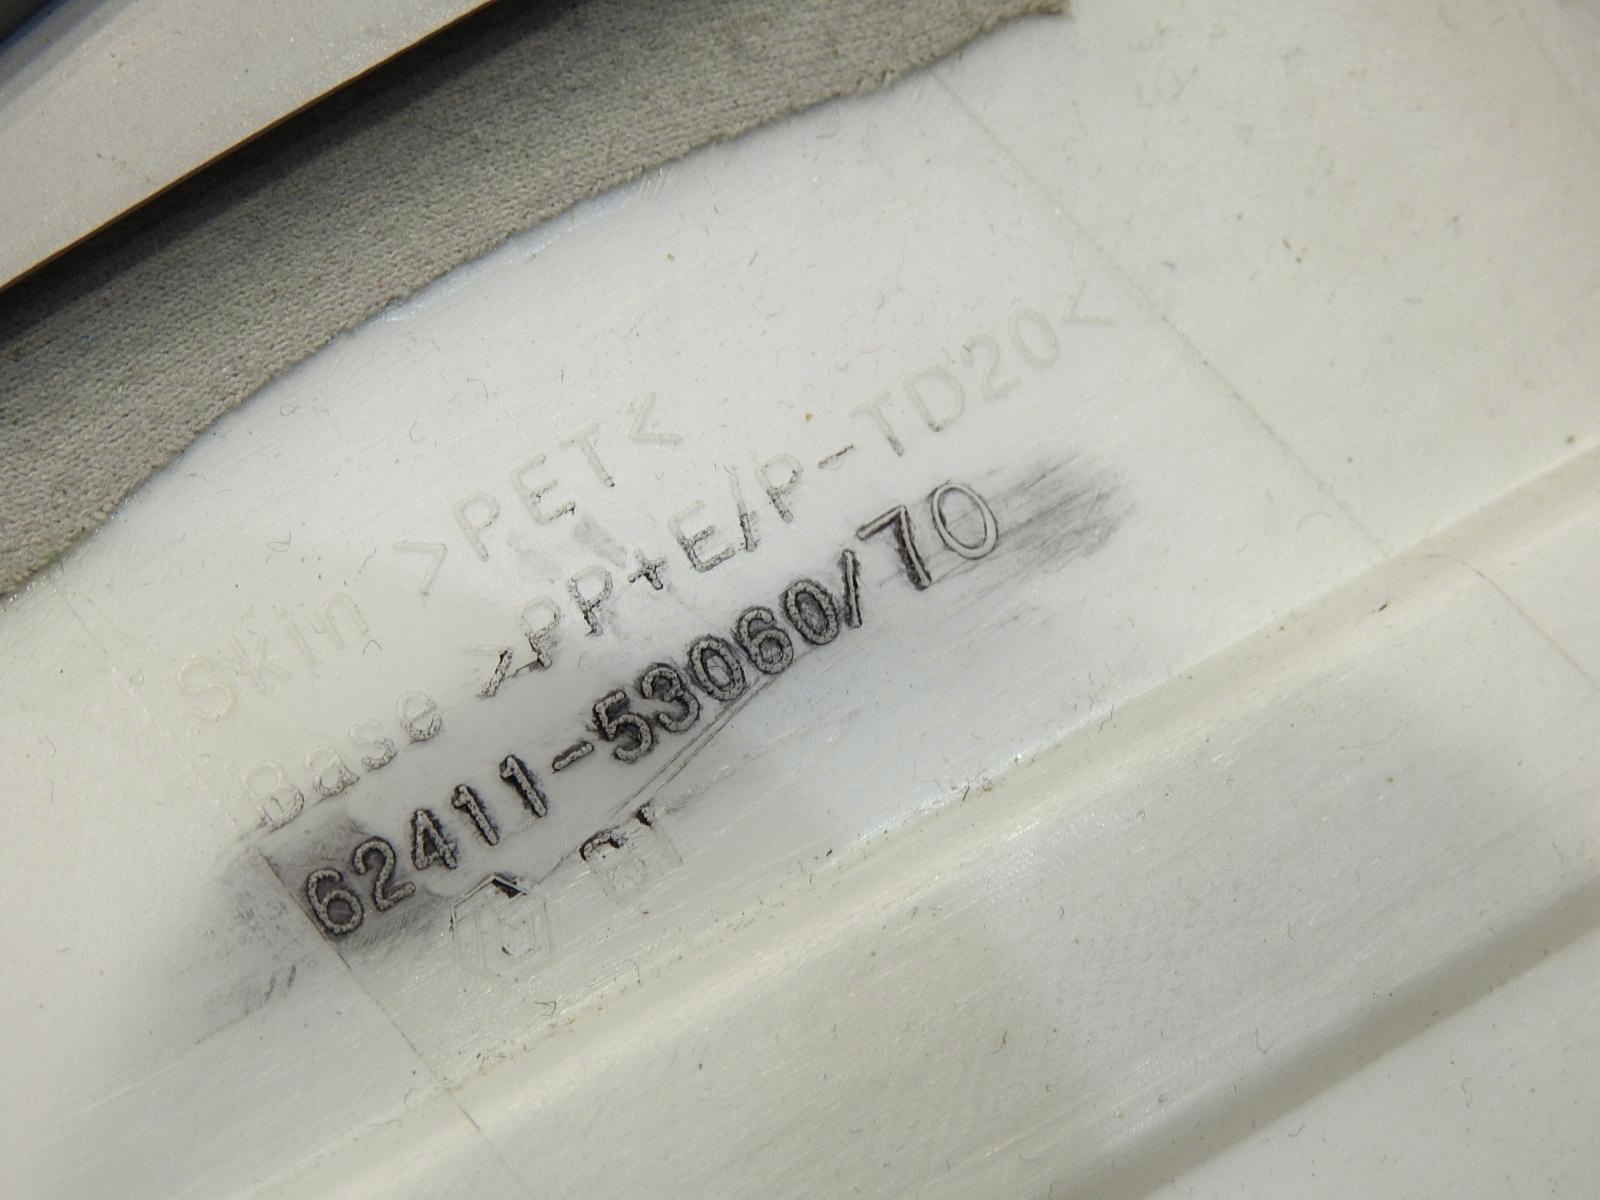 Skin >PET<
Base >PP+E/P-TD20<
62411-53060/70